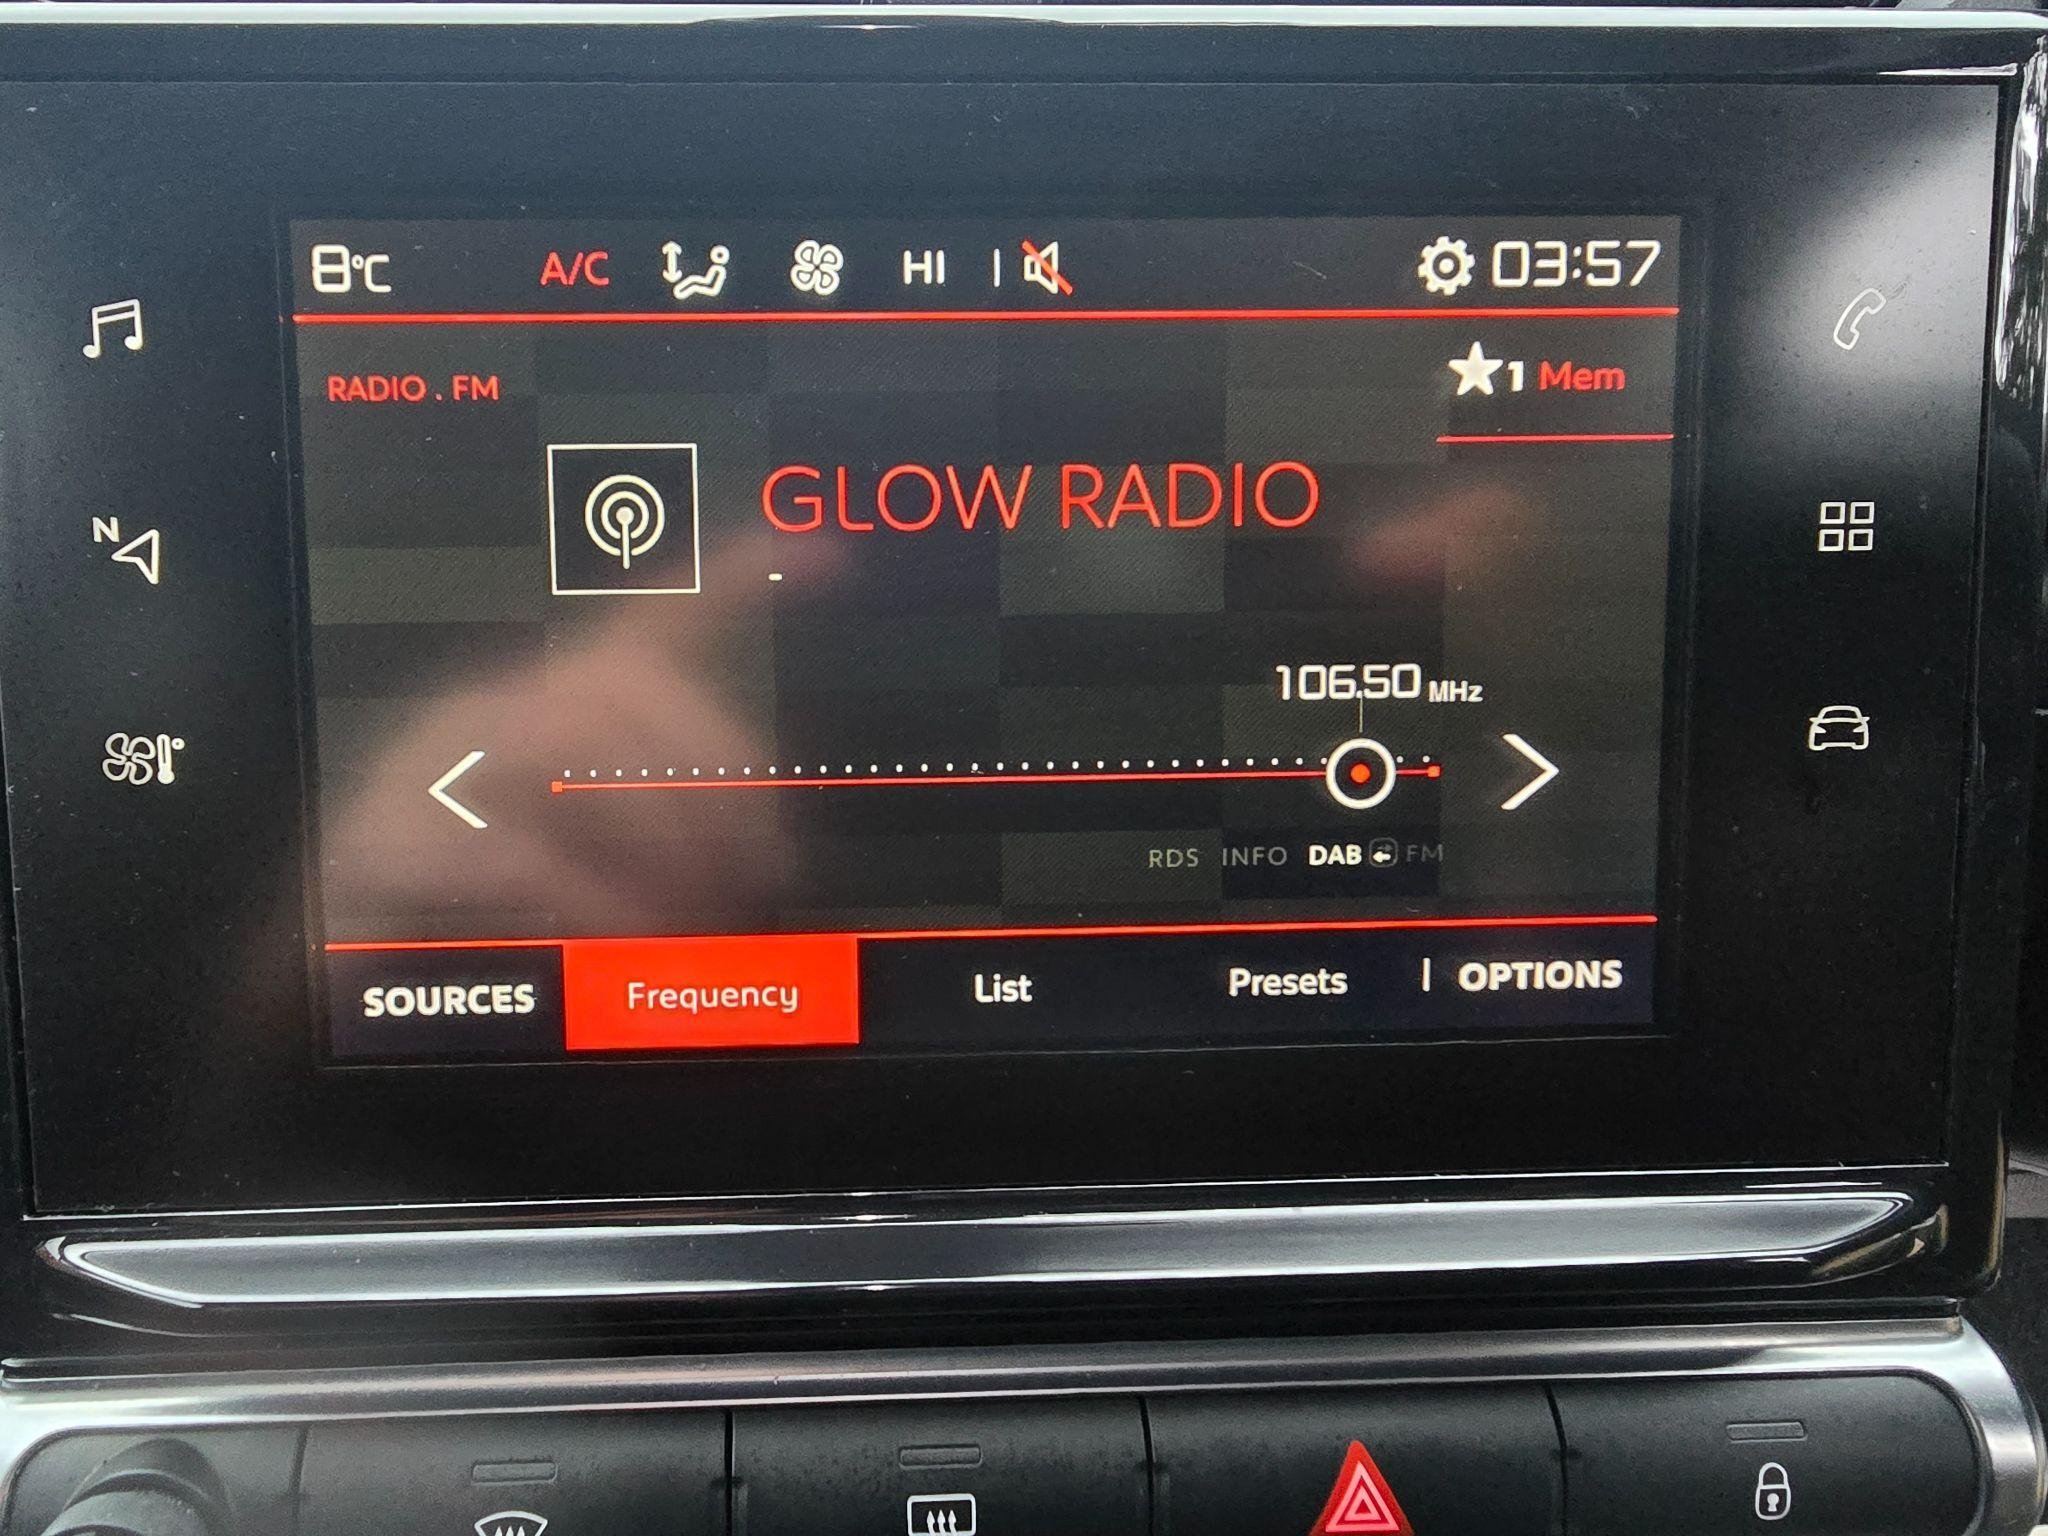 8°C A/C HI 03:57
1 Mem
RADIO . FM
GLOW RADIO
-
106.50 MHz
N
RDS INFO DAB FM
SOURCES Frequency List Presets OPTIONS